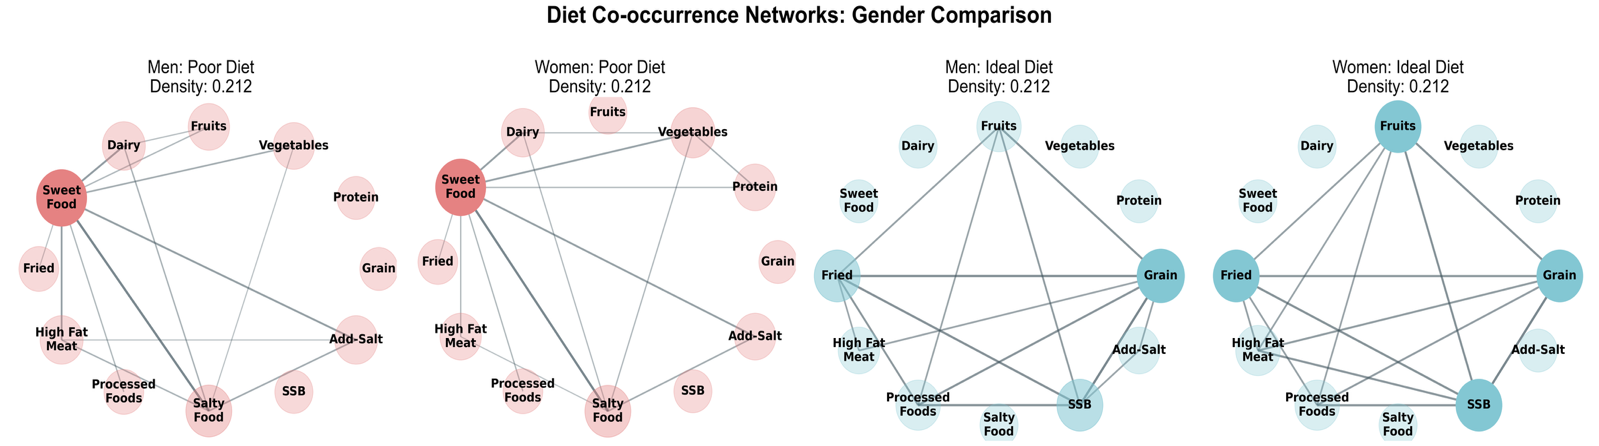 Diet Co-occurrence Networks: Gender Comparison
Men: Poor Diet
Density: 0.212
Fruits
Dairy
Vegetables
Sweet
Food
Protein
Fried
Grain
High Fat
Meat
Add-Salt
Processed
Foods
SSB
Salty
Food
Women: Poor Diet
Density: 0.212
Fruits
Dairy
Vegetables
Sweet
Food
Protein
Fried
Grain
High Fat
Meat
Add-Salt
Processed
Foods
SSB
Salty
Food
Men: Ideal Diet
Density: 0.212
Fruits
Dairy
Vegetables
Sweet
Food
Protein
Fried
Grain
High Fat
Meat
Add-Salt
Processed
Foods
SSB
Salty
Food
Women: Ideal Diet
Density: 0.212
Fruits
Dairy
Vegetables
Sweet
Food
Protein
Fried
Grain
High Fat
Meat
Add-Salt
Processed
Foods
SSB
Salty
Food